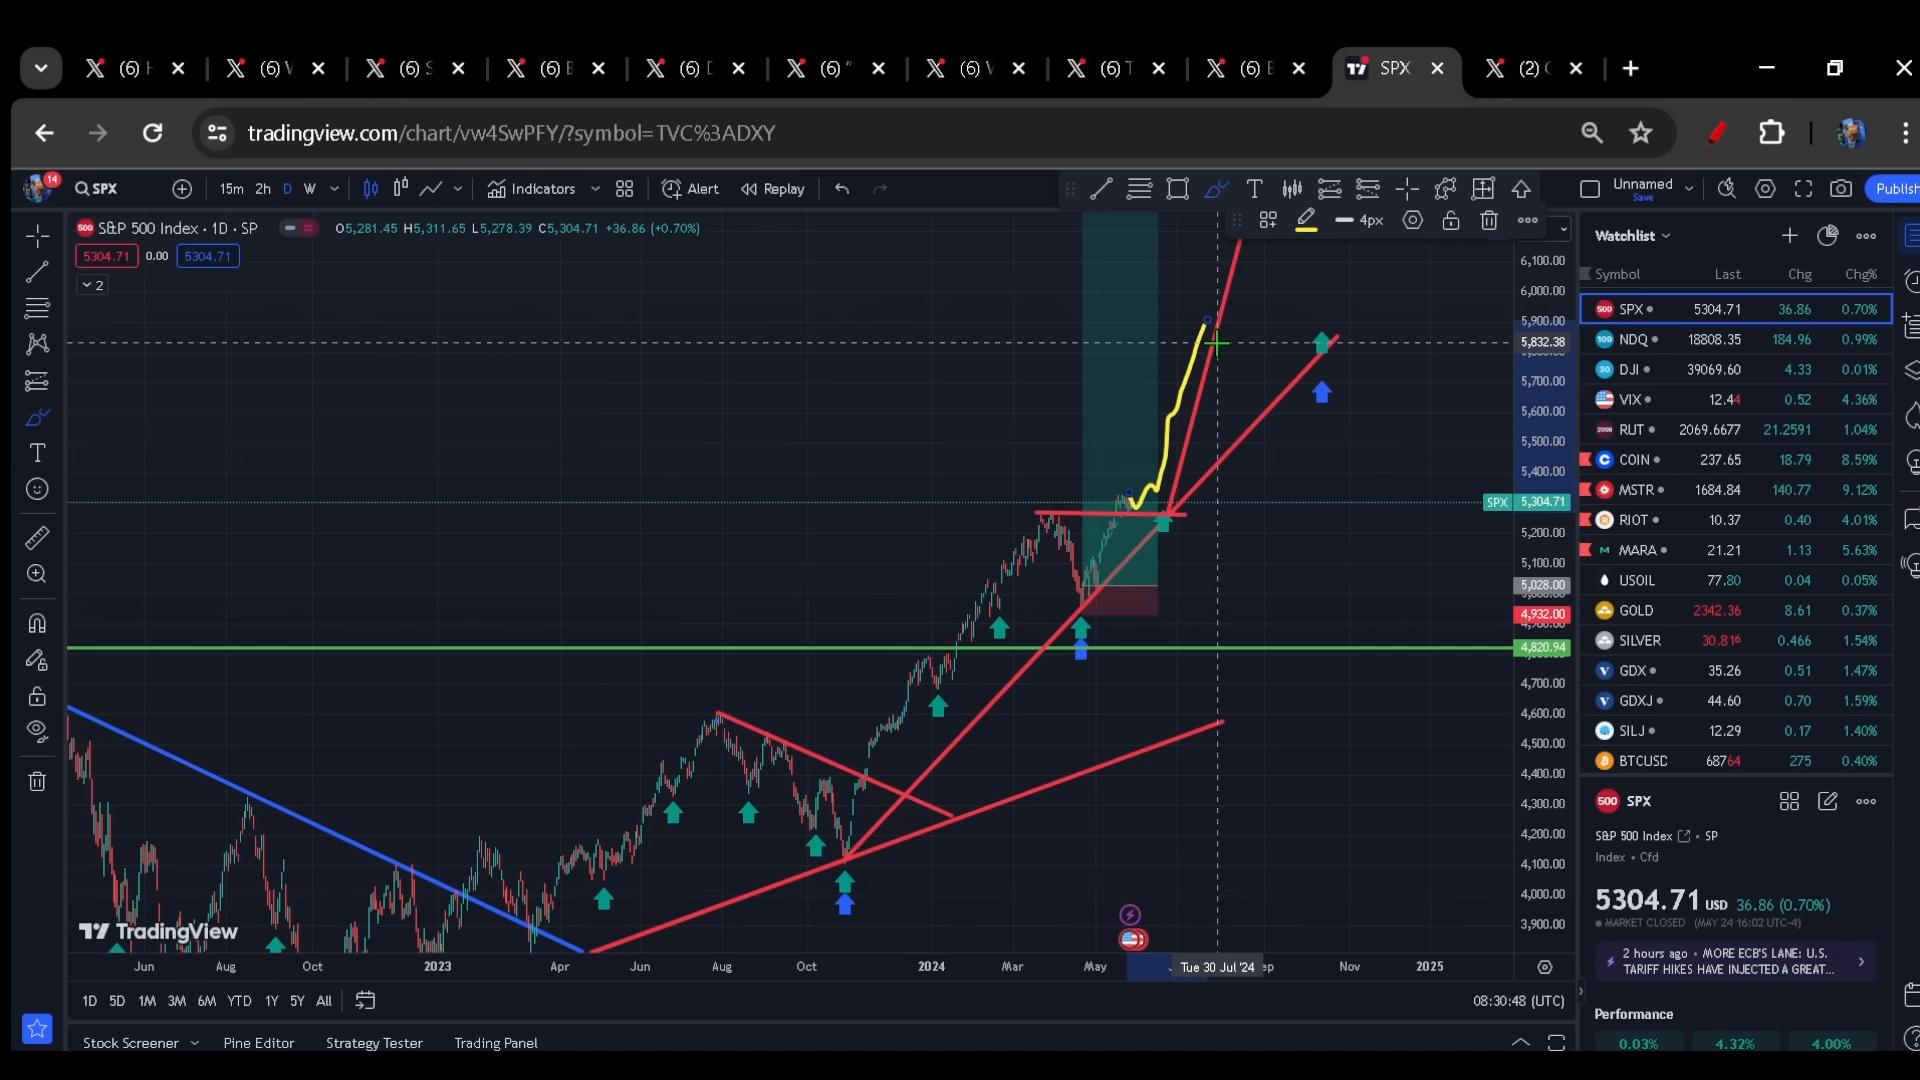 (6) H
(6) V
(6) S
(6) E
(6) D
(6) "
(6) V
(6) T
(6) E
SPX
(2) C
tradingview.com/chart/vw4SwPFY/?symbol=TVC%3ADXY
14
SPX
15m 2h D W
Indicators
Alert
Replay
Unnamed
Save
Publish
S&P 500 Index · 1D · SP
O5,281.45 H5,311.65 L5,278.39 C5,304.71 +36.86 (+0.70%)
5304.71 0.00 5304.71
2
4px
6,100.00
6,000.00
5,900.00
5,832.38
5,700.00
5,600.00
5,500.00
5,400.00
SPX 5,304.71
5,200.00
5,100.00
5,028.00
4,932.00
4,820.94
4,700.00
4,600.00
4,500.00
4,400.00
4,300.00
4,200.00
4,100.00
4,000.00
3,900.00
TradingView
Jun Aug Oct 2023 Apr Jun Aug Oct 2024 Mar May Tue 30 Jul '24 Nov 2025
1D 5D 1M 3M 6M YTD 1Y 5Y All
08:30:48 (UTC)
Stock Screener Pine Editor Strategy Tester Trading Panel
Watchlist
Symbol Last Chg Chg%
SPX 5304.71 36.86 0.70%
NDQ 18808.35 184.96 0.99%
DJI 39069.60 4.33 0.01%
VIX 12.44 0.52 4.36%
RUT 2069.6677 21.2591 1.04%
COIN 237.65 18.79 8.59%
MSTR 1684.84 140.77 9.12%
RIOT 10.37 0.40 4.01%
MARA 21.21 1.13 5.63%
USOIL 77.80 0.04 0.05%
GOLD 2342.36 8.61 0.37%
SILVER 30.816 0.466 1.54%
GDX 35.26 0.51 1.47%
GDXJ 44.60 0.70 1.59%
SILJ 12.29 0.17 1.40%
BTCUSD 68764 275 0.40%
500 SPX
S&P 500 Index · SP
Index · Cfd
5304.71 USD 36.86 (0.70%)
MARKET CLOSED (MAY 24 16:02 UTC-4)
2 hours ago · MORE ECB'S LANE: U.S.
TARIFF HIKES HAVE INJECTED A GREAT...
Performance
0.03% 4.32% 4.00%